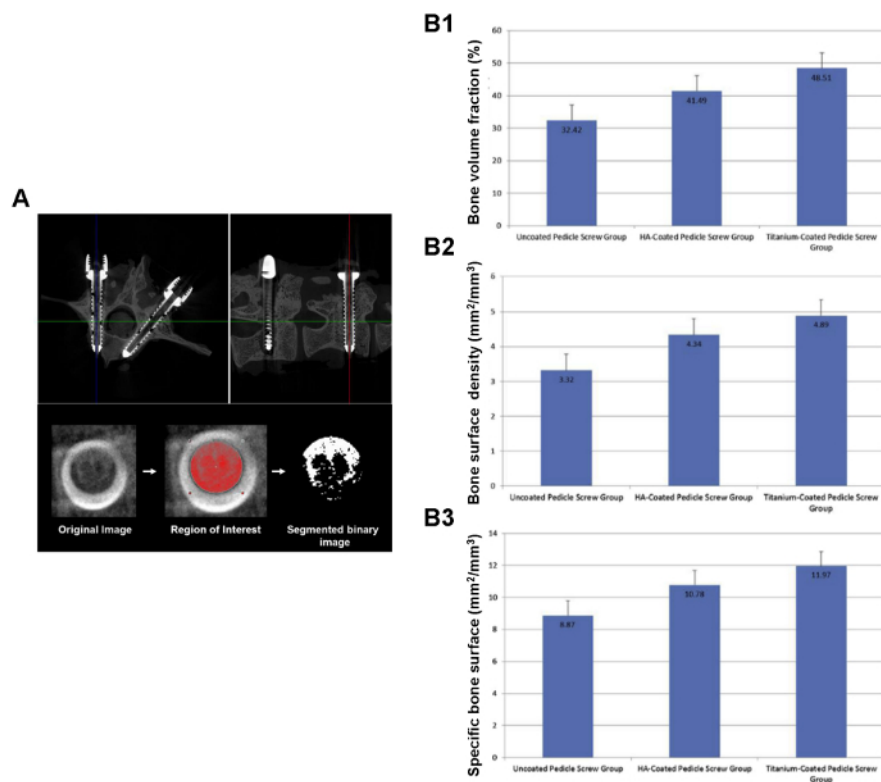 A
Original Image
Region of Interest
Segmented binary
image
B1
Bone volume fraction (%)
60
50
40
30
20
10
0
32.42
41.49
48.51
Uncoated Pedicle Screw Group
HA-Coated Pedicle Screw Group
Titanium-Coated Pedicle Screw
Group
B2
Bone surface density (mm²/mm³)
6
5
4
3
2
1
0
3.32
4.34
4.89
Uncoated Pedicle Screw Group
HA-Coated Pedicle Screw Group
Titanium-Coated Pedicle Screw
Group
B3
Specific bone surface (mm²/mm³)
14
12
10
8
6
4
2
0
8.87
10.78
11.97
Uncoated Pedicle Screw Group
HA-Coated Pedicle Screw Group
Titanium-Coated Pedicle Screw
Group